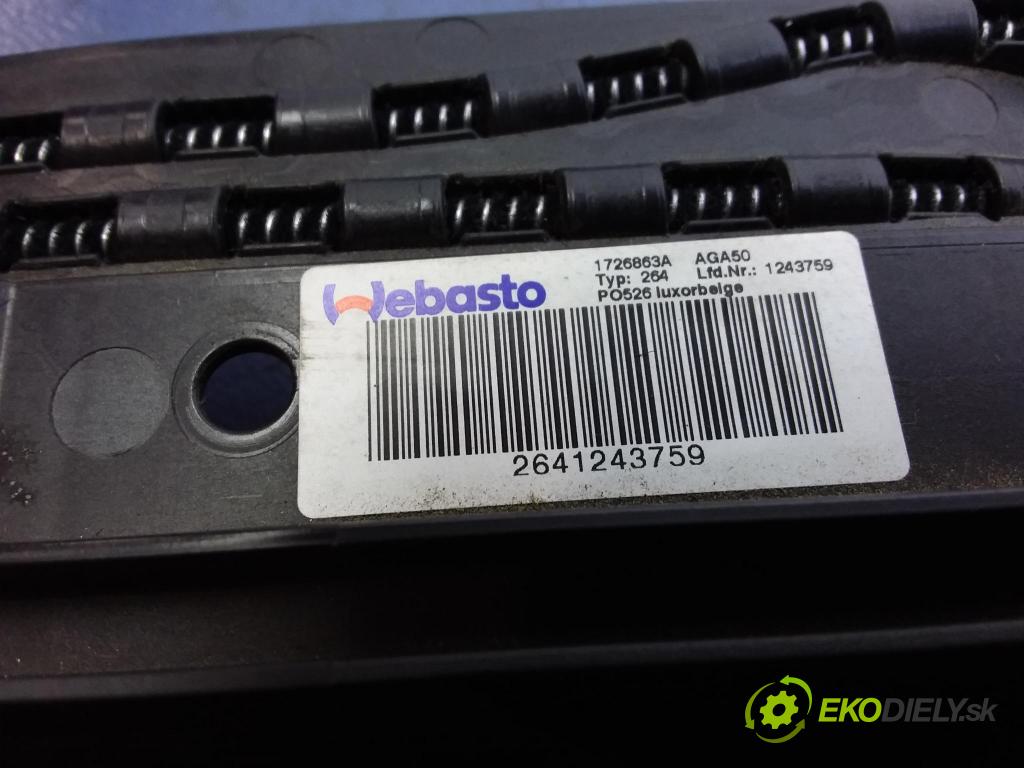 Webasto
1726863A AGA50
Typ: 264 Lfd.Nr.: 1243759
PO526 luxorbeige
2641243759
EKODIELY.sk